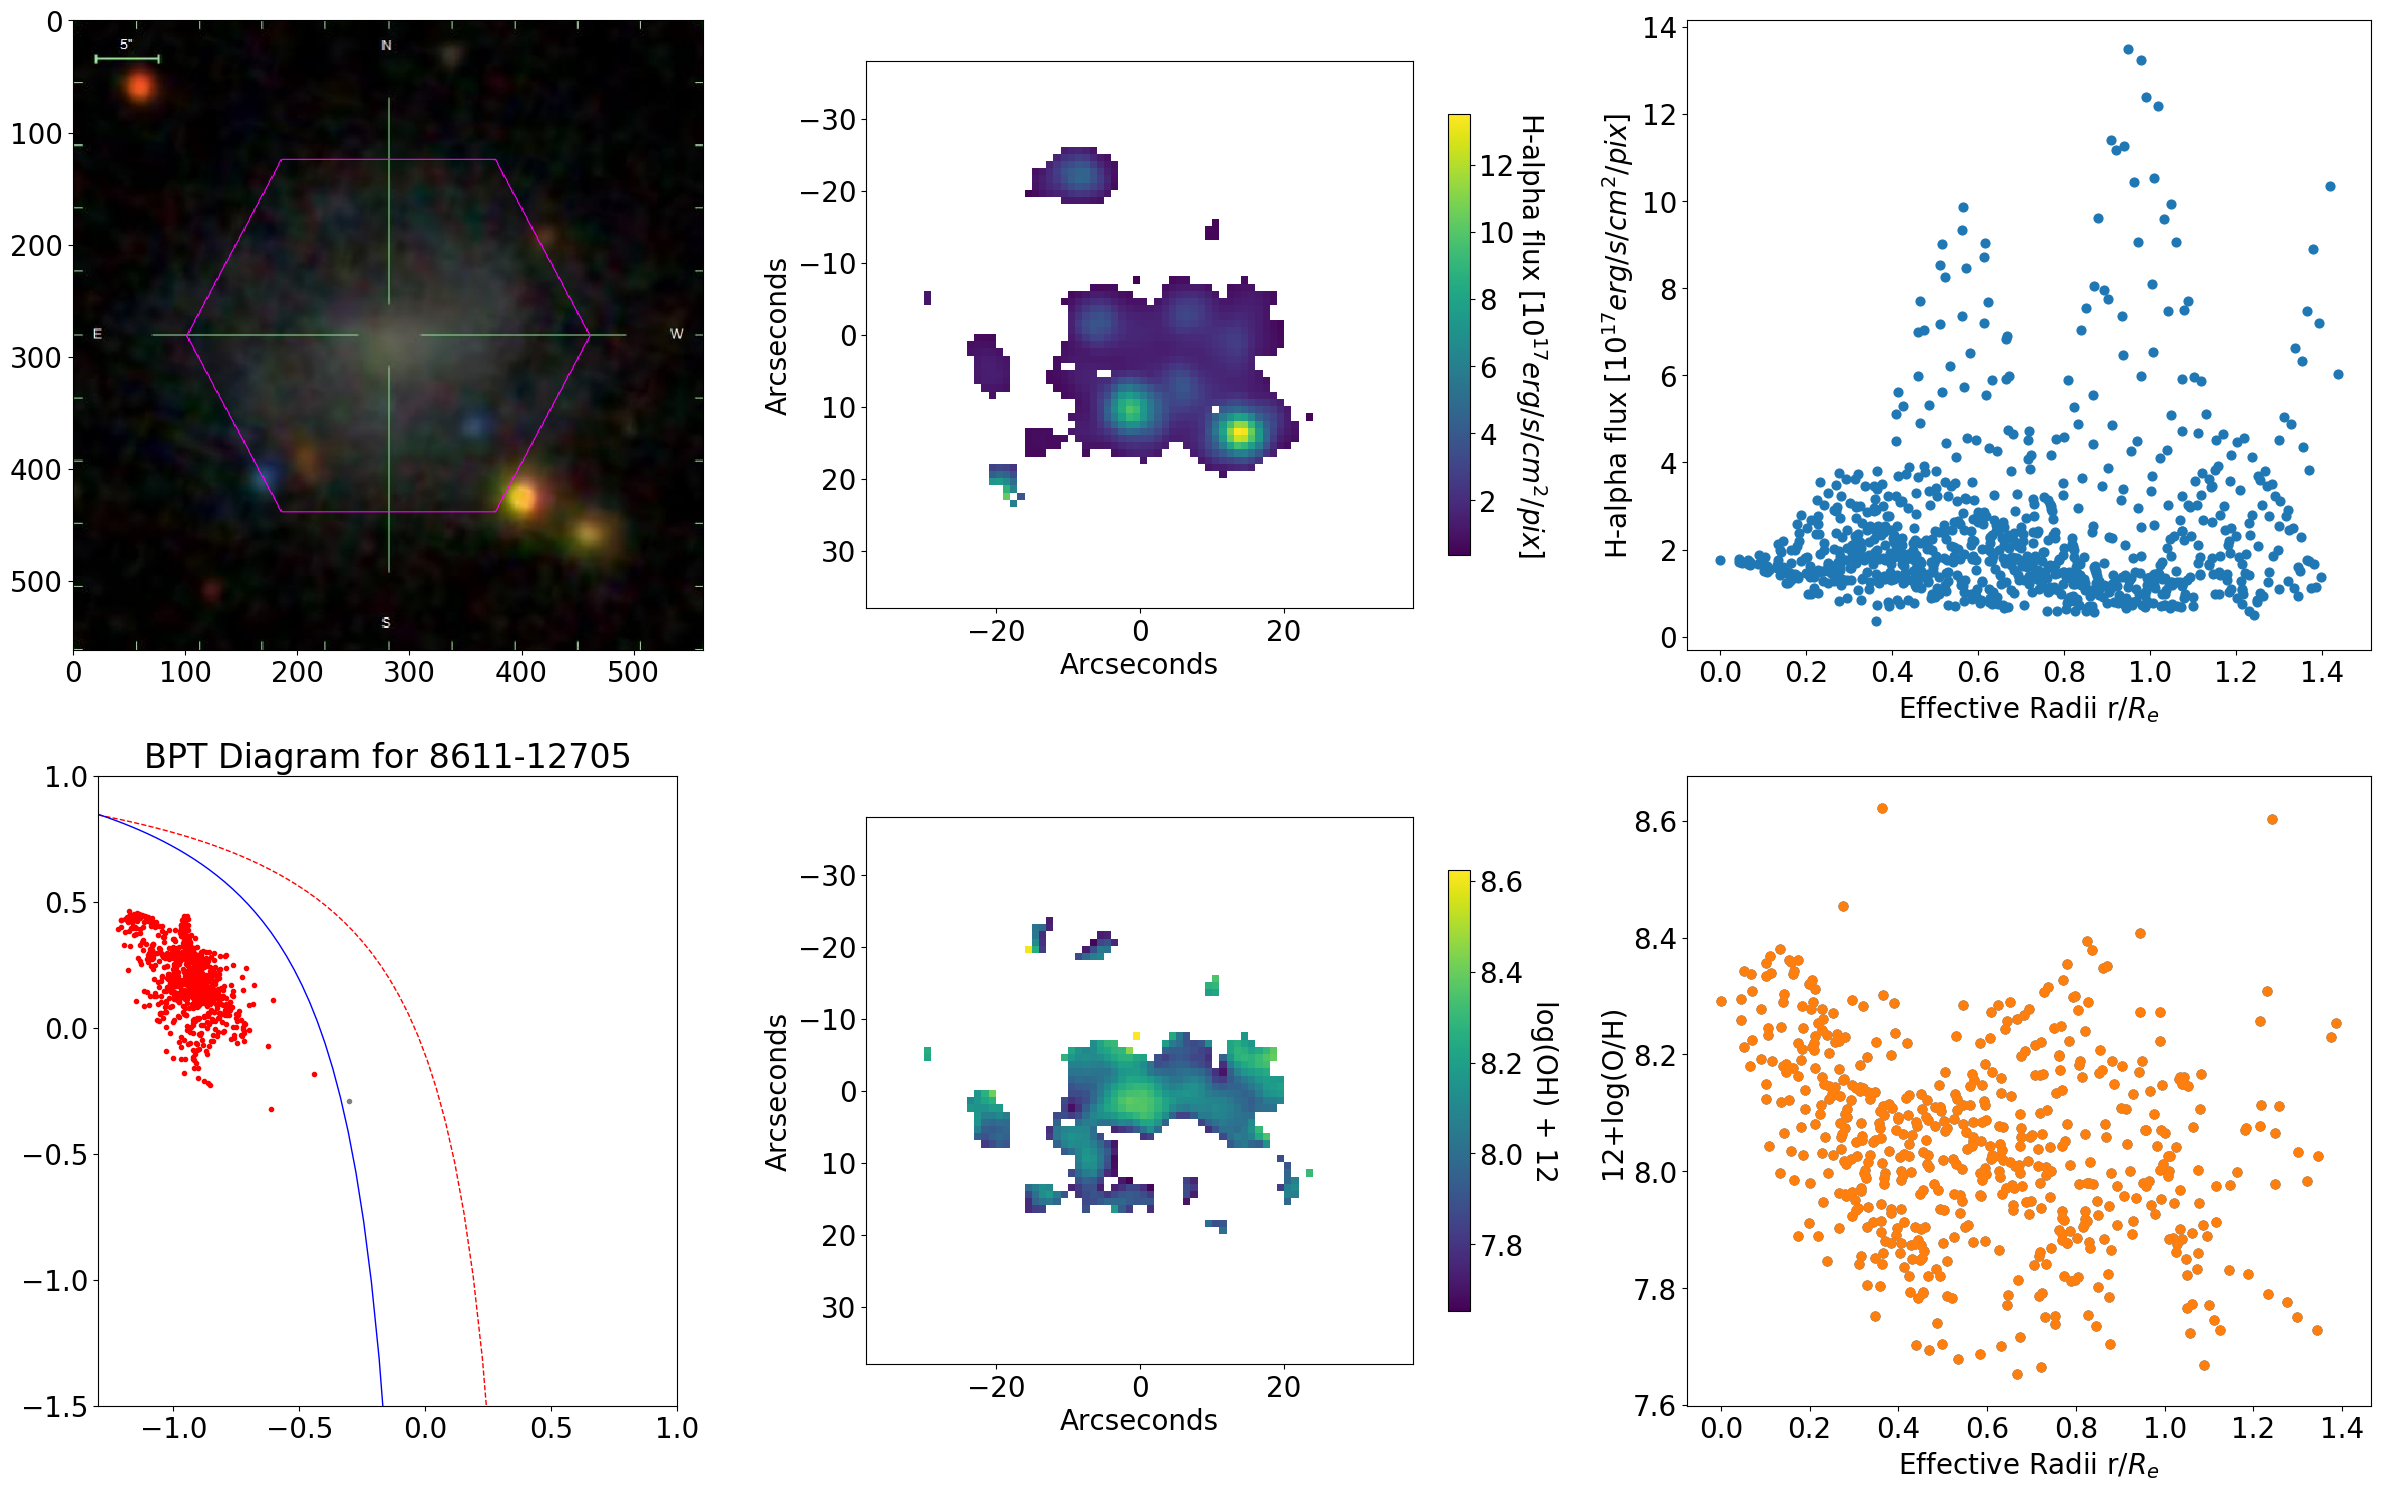 0
100
200
300
400
500
0 100 200 300 400 500
5"
N
E
W
S
−30
−20
−10
0
10
20
30
Arcseconds
−20 0 20
Arcseconds
12
10
8
6
4
2
H-alpha flux [10^17 erg/s/cm^2/pix]
14
12
10
8
6
4
2
0
H-alpha flux [10^17 erg/s/cm^2/pix]
0.0 0.2 0.4 0.6 0.8 1.0 1.2 1.4
Effective Radii r/R_e
BPT Diagram for 8611-12705
1.0
0.5
0.0
−0.5
−1.0
−1.5
−1.0 −0.5 0.0 0.5 1.0
−30
−20
−10
0
10
20
30
Arcseconds
−20 0 20
Arcseconds
8.6
8.4
8.2
8.0
7.8
log(OH) + 12
8.6
8.4
8.2
8.0
7.8
7.6
12+log(O/H)
0.0 0.2 0.4 0.6 0.8 1.0 1.2 1.4
Effective Radii r/R_e